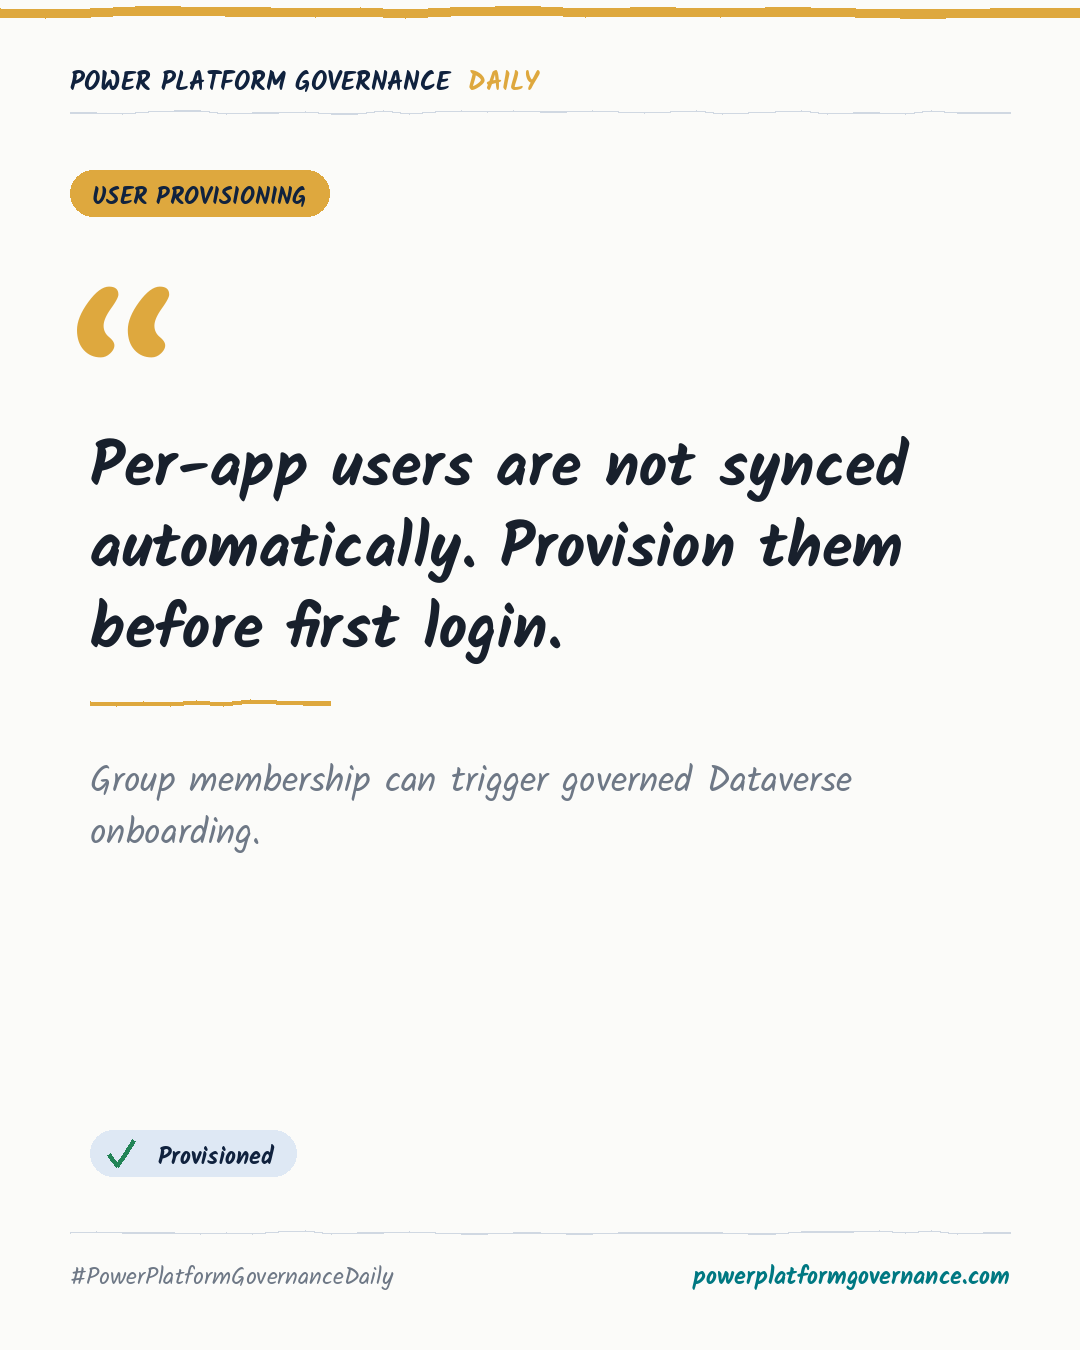 POWER PLATFORM GOVERNANCE DAILY
USER PROVISIONING
“
Per-app users are not synced
automatically. Provision them
before first login.
Group membership can trigger governed Dataverse
onboarding.
Provisioned
#PowerPlatformGovernanceDaily
powerplatformgovernance.com